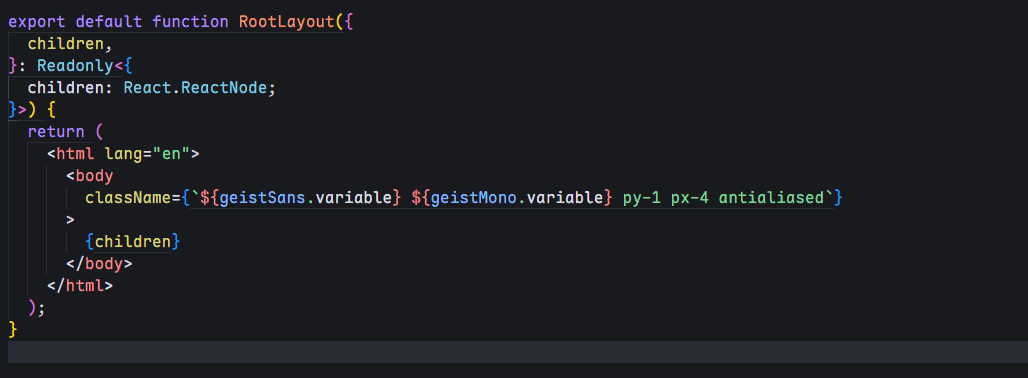 export default function RootLayout({
  children,
}: Readonly<{
  children: React.ReactNode;
}>) {
  return (
    <html lang="en">
      <body
        className={`${geistSans.variable} ${geistMono.variable} py-1 px-4 antialiased`}
      >
        {children}
      </body>
    </html>
  );
}